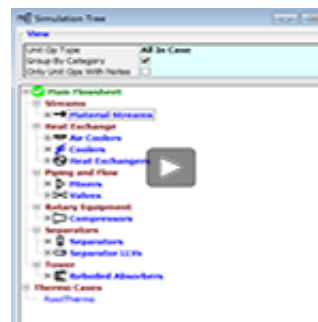 Simulation Tree
View
Unit Op Type All In Case
Group By Category
Only Unit Ops With Notes
Main Flowsheet
Streams
Material Streams
Heat Exchange
Air Coolers
Coolers
Heat Exchangers
Piping and Flow
Mixers
Valves
Rotary Equipment
Compressors
Separators
Separators
Separator LLVs
Tower
Reboiled Absorbers
Thermo Cases
RootThermo